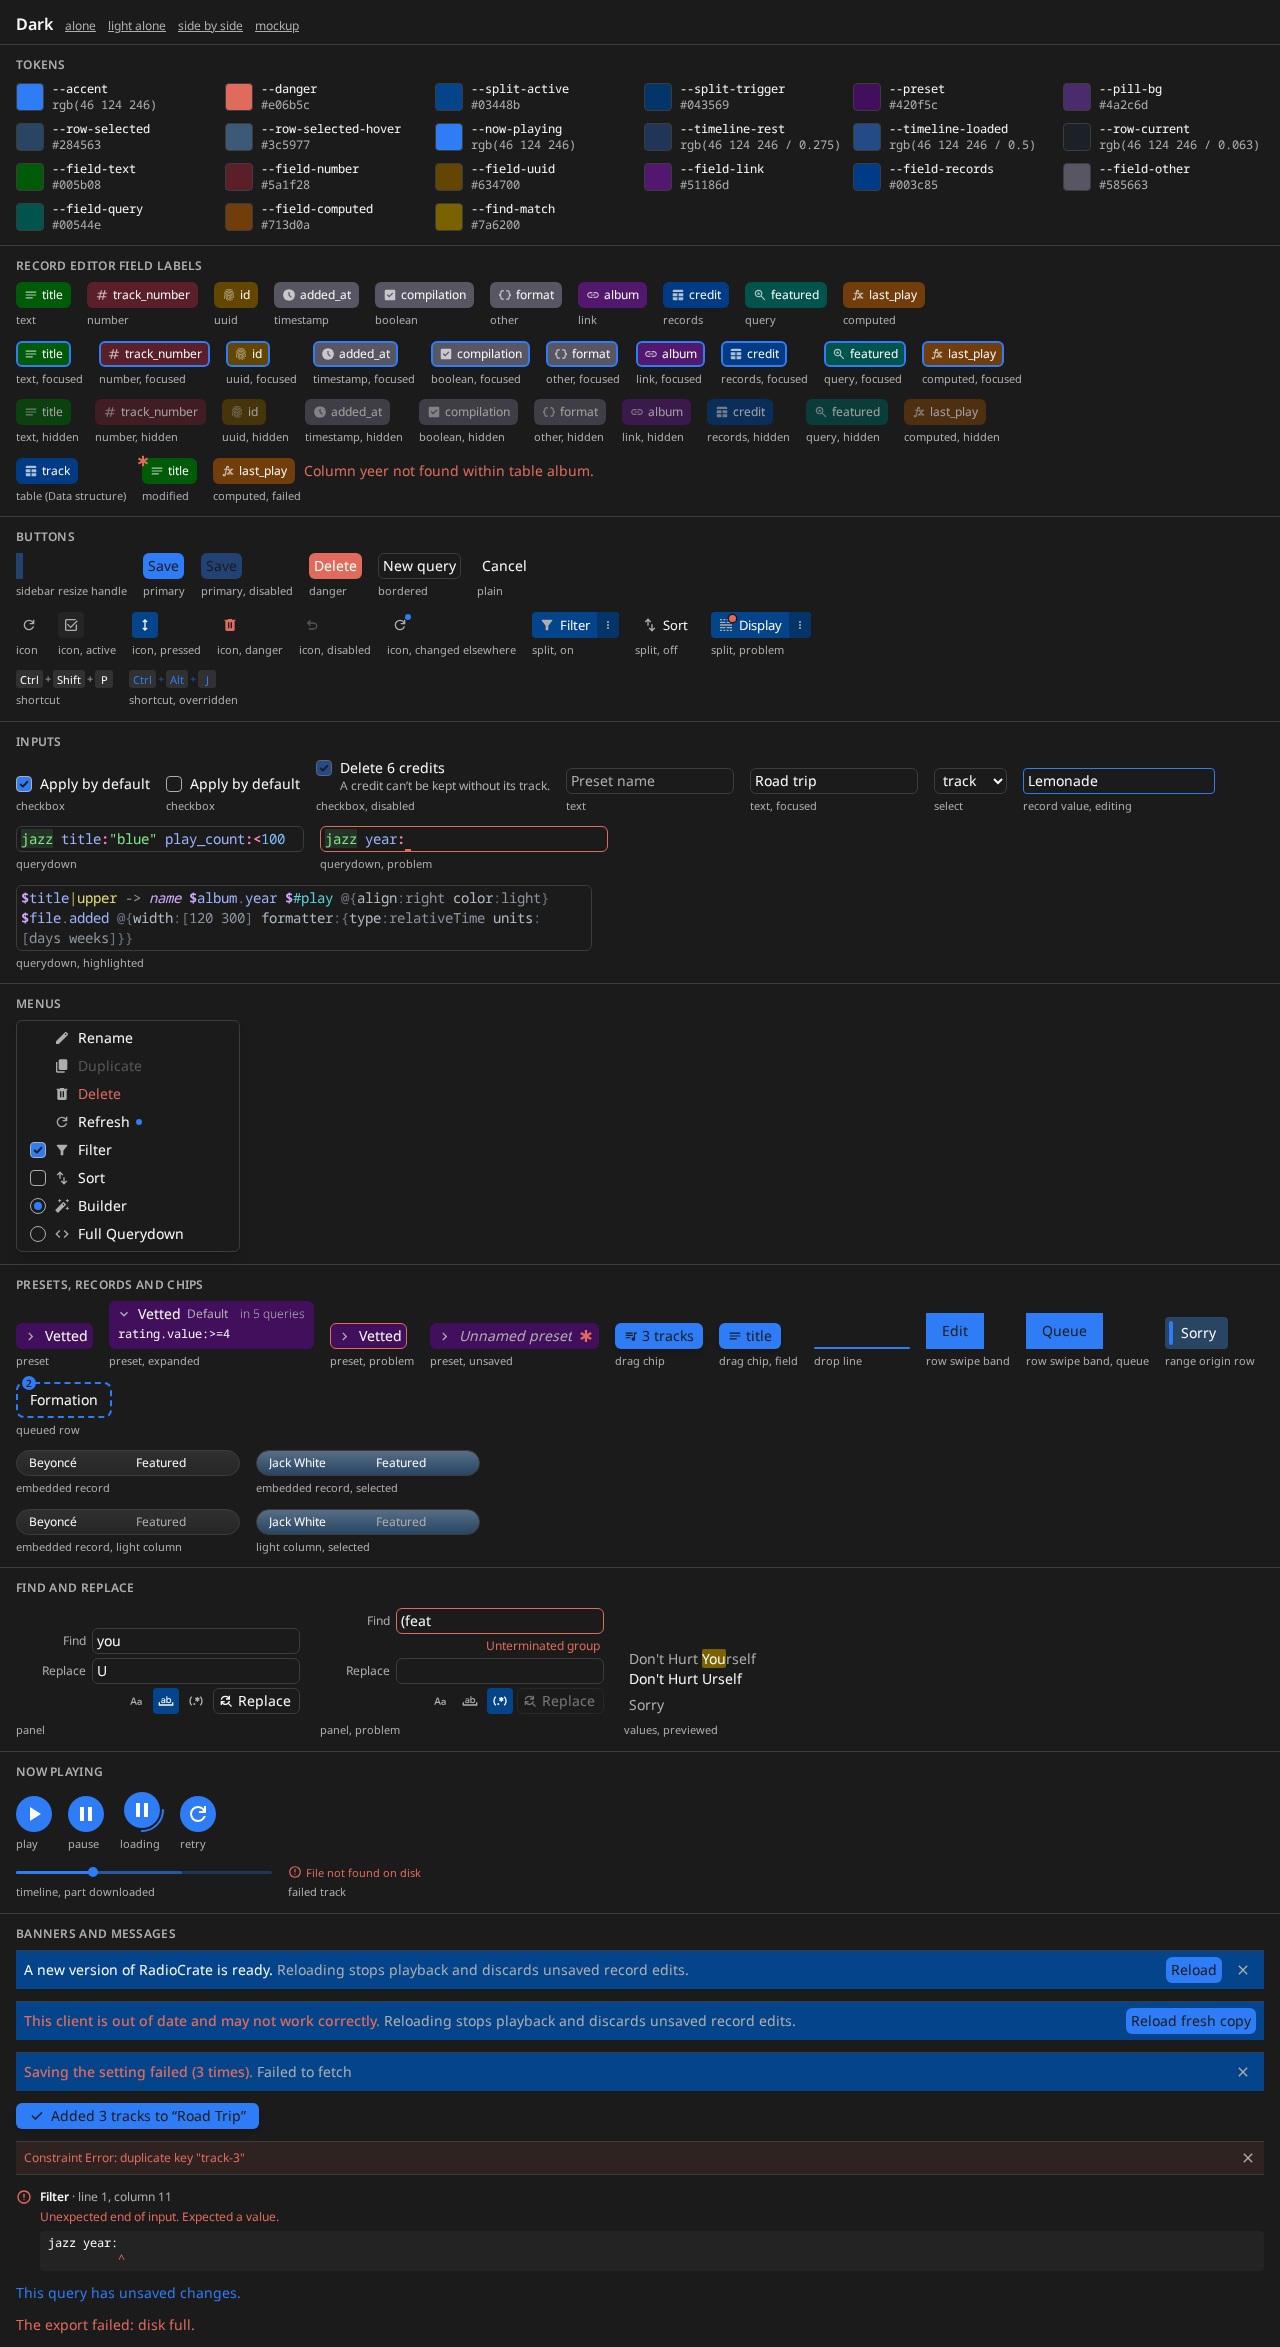 Dark alone light alone side by side mockup
TOKENS
--accent --danger --split-active --split-trigger --preset --pill-bg
rgb(46 124 246) #e06b5c #03448b #043569 #420f5c #4a2c6d
--row-selected --row-selected-hover --now-playing --timeline-rest --timeline-loaded --row-current
#284563 #3c5977 rgb(46 124 246) rgb(46 124 246 / 0.275) rgb(46 124 246 / 0.5) rgb(46 124 246 / 0.063)
--field-text --field-number --field-uuid --field-link --field-records --field-other
#005b08 #5a1f28 #634700 #51186d #003c85 #585663
--field-query --field-computed --find-match
#00544e #713d0a #7a6200
RECORD EDITOR FIELD LABELS
title track_number id added_at compilation format album credit featured last_play
text number uuid timestamp boolean other link records query computed
title track_number id added_at compilation format album credit featured last_play
text, focused number, focused uuid, focused timestamp, focused boolean, focused other, focused link, focused records, focused query, focused computed, focused
title track_number id added_at compilation format album credit featured last_play
text, hidden number, hidden uuid, hidden timestamp, hidden boolean, hidden other, hidden link, hidden records, hidden query, hidden computed, hidden
track * title last_play Column yeer not found within table album.
table (Data structure) modified computed, failed
BUTTONS
Save Save Delete New query Cancel
sidebar resize handle primary primary, disabled danger bordered plain
Filter Sort Display
icon icon, active icon, pressed icon, danger icon, disabled icon, changed elsewhere split, on split, off split, problem
Ctrl + Shift + P Ctrl + Alt + J
shortcut shortcut, overridden
INPUTS
Apply by default Apply by default Delete 6 credits Preset name Road trip track Lemonade
A credit can't be kept without its track.
checkbox checkbox checkbox, disabled text text, focused select record value, editing
jazz title:"blue" play_count:<100 jazz year:
querydown querydown, problem
$title|upper -> name $album.year $#play @{align:right color:light}
$file.added @{width:[120 300] formatter:{type:relativeTime units:
[days weeks]}}
querydown, highlighted
MENUS
Rename
Duplicate
Delete
Refresh
Filter
Sort
Builder
Full Querydown
PRESETS, RECORDS AND CHIPS
Vetted Vetted Default in 5 queries Vetted Unnamed preset * 3 tracks title Edit Queue Sorry
rating.value:>=4
preset preset, expanded preset, problem preset, unsaved drag chip drag chip, field drop line row swipe band row swipe band, queue range origin row
2
Formation
queued row
Beyoncé Featured Jack White Featured
embedded record embedded record, selected
Beyoncé Featured Jack White Featured
embedded record, light column light column, selected
FIND AND REPLACE
Find you Find (feat
Unterminated group
Replace U Replace
Aa ab (.*) Replace Aa ab (.*) Replace
Don't Hurt Yourself
Don't Hurt Urself
Sorry
panel panel, problem values, previewed
NOW PLAYING
play pause loading retry
File not found on disk
timeline, part downloaded failed track
BANNERS AND MESSAGES
A new version of RadioCrate is ready. Reloading stops playback and discards unsaved record edits. Reload
This client is out of date and may not work correctly. Reloading stops playback and discards unsaved record edits. Reload fresh copy
Saving the setting failed (3 times). Failed to fetch
Added 3 tracks to “Road Trip”
Constraint Error: duplicate key "track-3"
Filter · line 1, column 11
Unexpected end of input. Expected a value.
jazz year:
^
This query has unsaved changes.
The export failed: disk full.